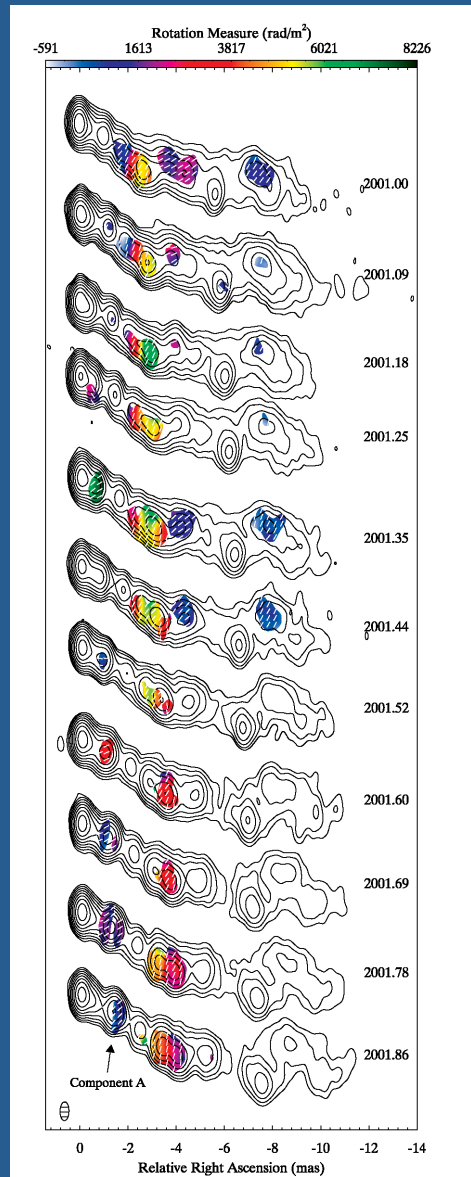 Rotation Measure (rad/m²)
-591 1613 3817 6021 8226
2001.00
2001.09
2001.18
2001.25
2001.35
2001.44
2001.52
2001.60
2001.69
2001.78
2001.86
Component A
0 -2 -4 -6 -8 -10 -12 -14
Relative Right Ascension (mas)